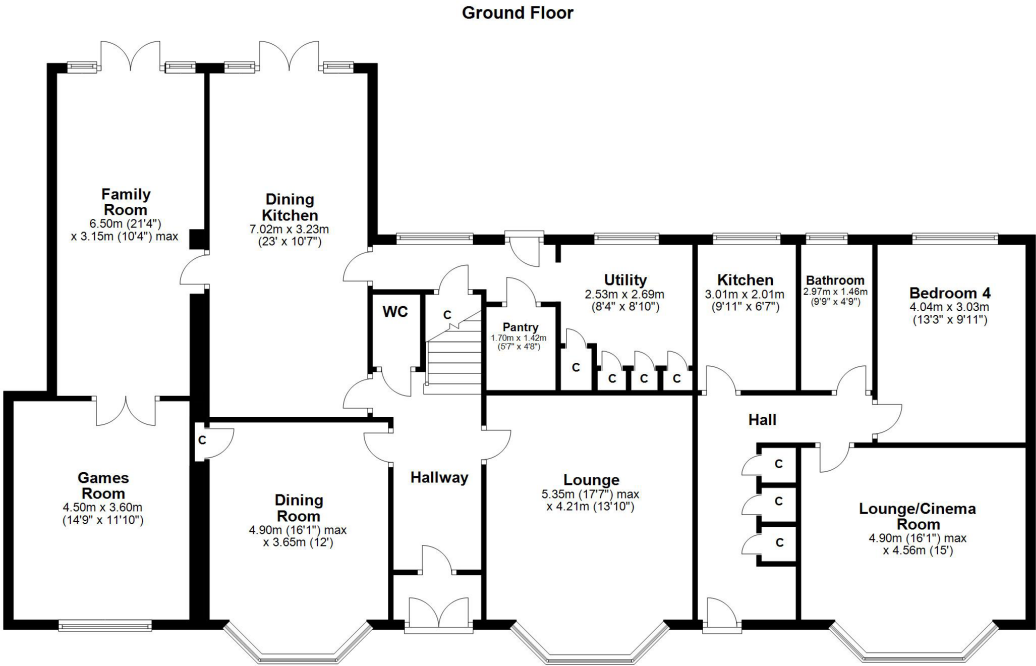 Ground Floor
Family
Room
6.50m (21'4")
x 3.15m (10'4") max
Dining
Kitchen
7.02m x 3.23m
(23' x 10'7")
WC
C
Pantry
1.70m x 1.42m
(5'7" x 4'8")
Utility
2.53m x 2.69m
(8'4" x 8'10")
C
C
C
C
Kitchen
3.01m x 2.01m
(9'11" x 6'7")
Bathroom
2.97m x 1.46m
(9'9" x 4'9")
Bedroom 4
4.04m x 3.03m
(13'3" x 9'11")
Games
Room
4.50m x 3.60m
(14'9" x 11'10")
C
Dining
Room
4.90m (16'1") max
x 3.65m (12')
Hallway
Lounge
5.35m (17'7") max
x 4.21m (13'10")
Hall
C
C
C
Lounge/Cinema
Room
4.90m (16'1") max
x 4.56m (15')